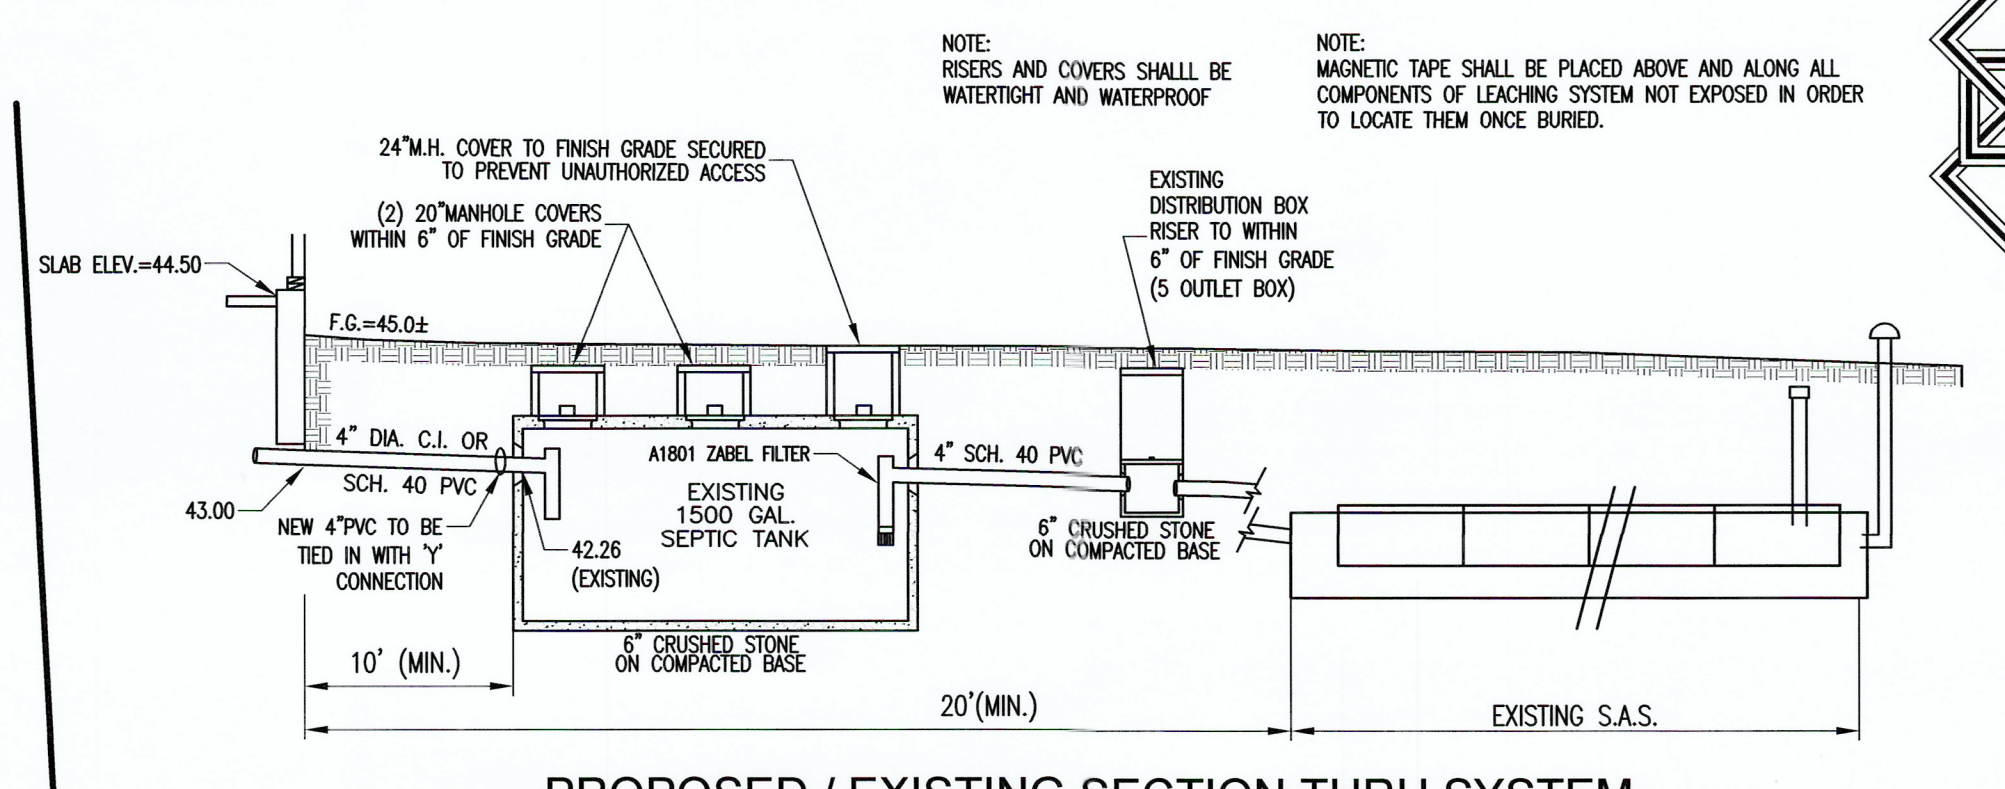 NOTE:
RISERS AND COVERS SHALLL BE
WATERTIGHT AND WATERPROOF
NOTE:
MAGNETIC TAPE SHALL BE PLACED ABOVE AND ALONG ALL
COMPONENTS OF LEACHING SYSTEM NOT EXPOSED IN ORDER
TO LOCATE THEM ONCE BURIED.
24"M.H. COVER TO FINISH GRADE SECURED
TO PREVENT UNAUTHORIZED ACCESS
(2) 20"MANHOLE COVERS
WITHIN 6" OF FINISH GRADE
EXISTING
DISTRIBUTION BOX
RISER TO WITHIN
6" OF FINISH GRADE
(5 OUTLET BOX)
SLAB ELEV.=44.50
F.G.=45.0±
4" DIA. C.I. OR
SCH. 40 PVC
43.00
NEW 4"PVC TO BE
TIED IN WITH 'Y'
CONNECTION
42.26
(EXISTING)
A1801 ZABEL FILTER
EXISTING
1500 GAL.
SEPTIC TANK
4" SCH. 40 PVC
6" CRUSHED STONE
ON COMPACTED BASE
6" CRUSHED STONE
ON COMPACTED BASE
10' (MIN.)
20'(MIN.)
EXISTING S.A.S.
PROPOSED / EXISTING SECTION THRU SYSTEM